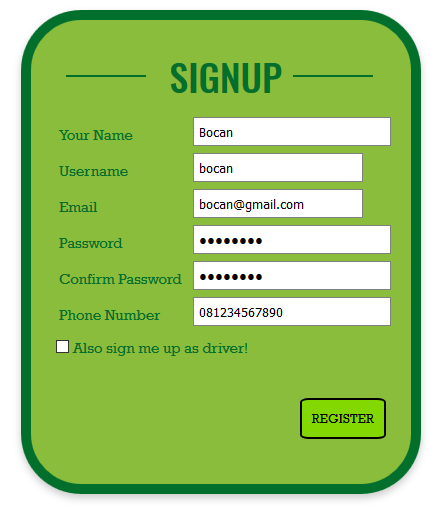 SIGNUP
Your Name Bocan
Username bocan
Email bocan@gmail.com
Password ●●●●●●●●
Confirm Password ●●●●●●●●
Phone Number 081234567890
Also sign me up as driver!
REGISTER